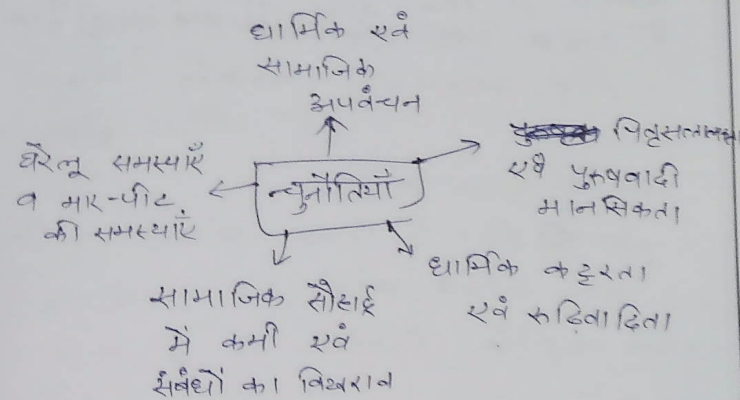 धार्मिक एवं
सामाजिक
अपवंचन
पितृसत्तात्मक
एवं पुरुषवादी
मानसिकता
घरेलू समस्याएँ
व मार-पीट
की समस्याएँ
चुनौतियाँ
धार्मिक कट्टरता
एवं रूढ़िवादिता
सामाजिक सौहार्द्र
में कमी एवं
संबंधों का बिखराव